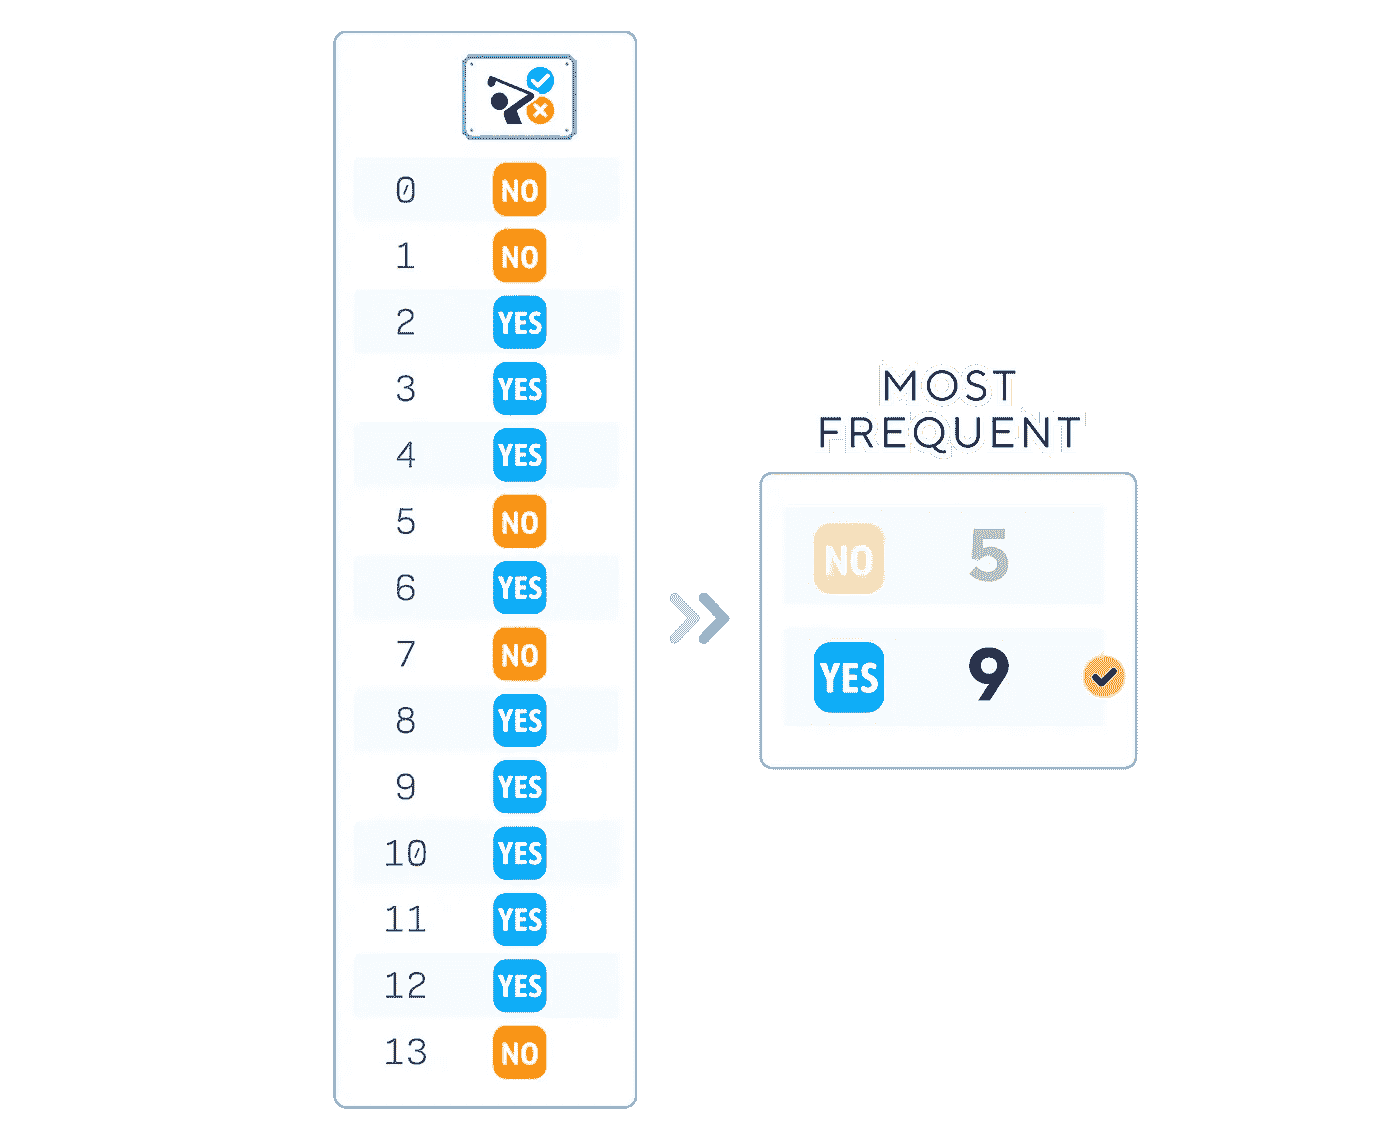 0 NO
1 NO
2 YES
3 YES
4 YES
5 NO
6 YES
7 NO
8 YES
9 YES
10 YES
11 YES
12 YES
13 NO
MOST
FREQUENT
NO 5
YES 9